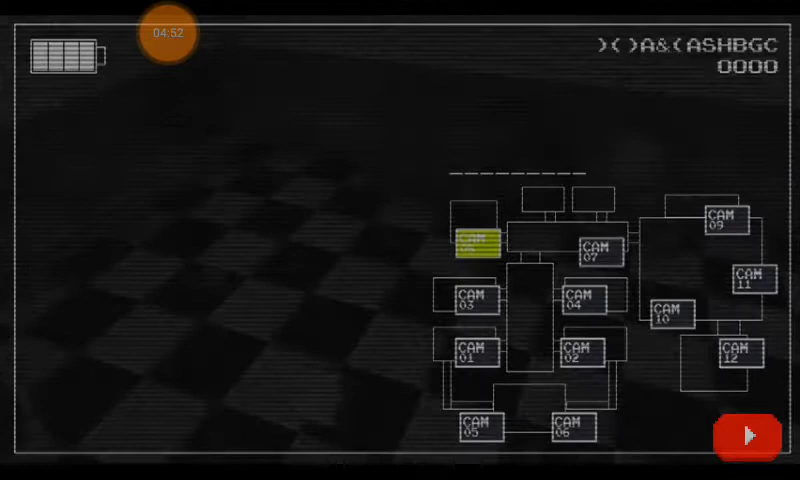 04:52
)( )A&(ASHBGC
0000
CAM
09
CAM
07
CAM
11
CAM
03
CAM
04
CAM
10
CAM
01
CAM
02
CAM
12
CAM
05
CAM
06